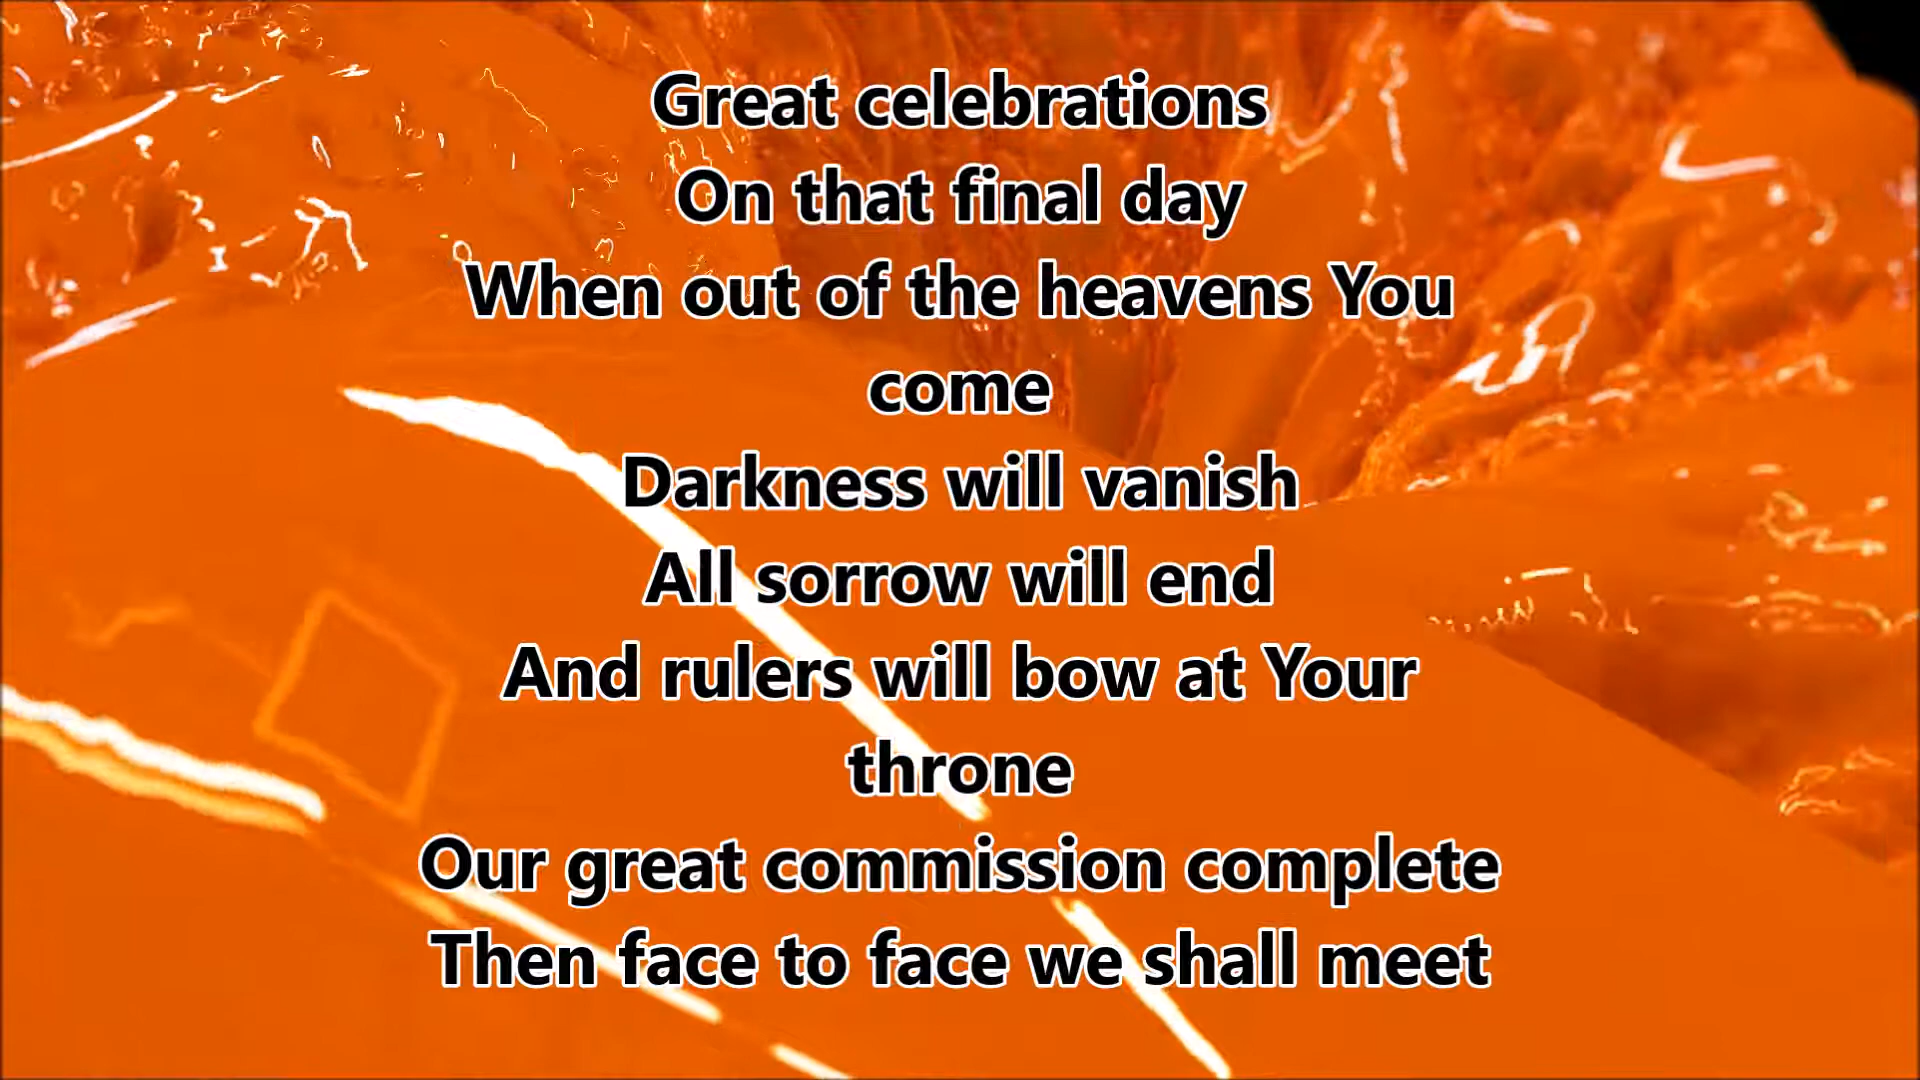 Great celebrations
On that final day
When out of the heavens You
come
Darkness will vanish
All sorrow will end
And rulers will bow at Your
throne
Our great commission complete
Then face to face we shall meet